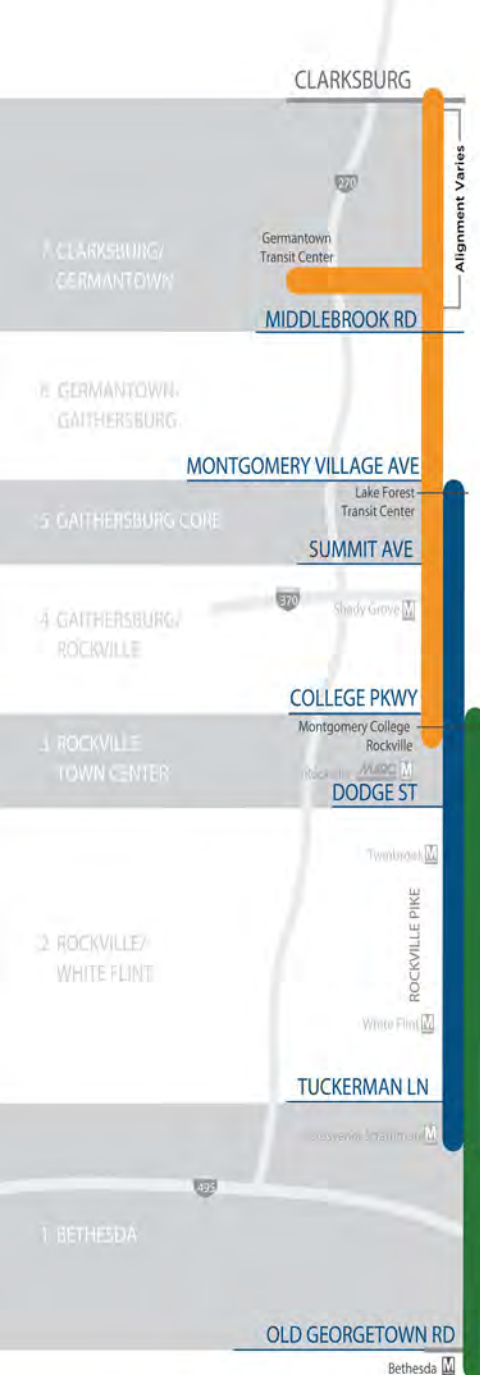 CLARKSBURG
270
Alignment Varies
Germantown
Transit Center
7. CLARKSBURG/
GERMANTOWN
MIDDLEBROOK RD
6. GERMANTOWN/
GAITHERSBURG
MONTGOMERY VILLAGE AVE
Lake Forest
Transit Center
5. GAITHERSBURG CORE
SUMMIT AVE
370
Shady Grove M
4. GAITHERSBURG/
ROCKVILLE
COLLEGE PKWY
Montgomery College
Rockville
3. ROCKVILLE
TOWN CENTER
Rockville MARC M
DODGE ST
Twinbrook M
ROCKVILLE PIKE
2. ROCKVILLE/
WHITE FLINT
White Flint M
TUCKERMAN LN
M
495
1. BETHESDA
OLD GEORGETOWN RD
Bethesda M